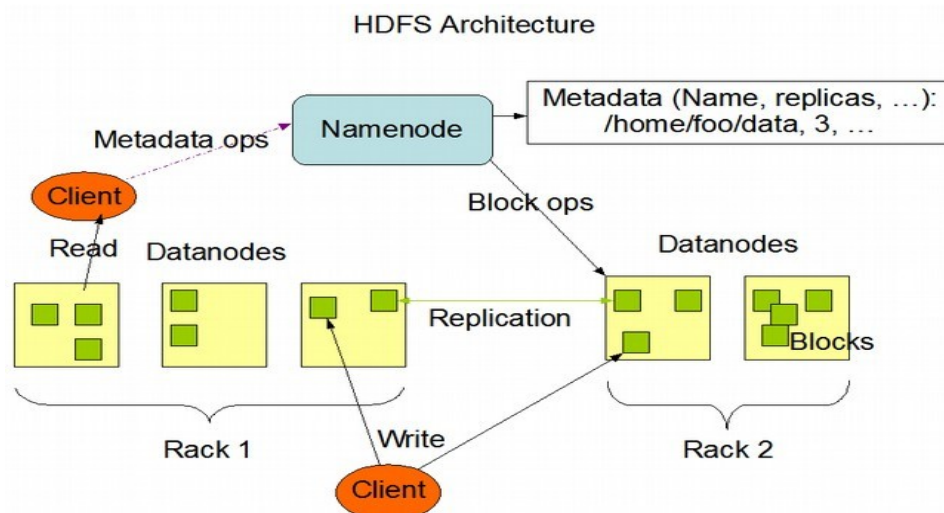 HDFS Architecture
Namenode
Metadata (Name, replicas, …):
/home/foo/data, 3, …
Metadata ops
Client
Block ops
Read
Datanodes
Datanodes
Replication
Blocks
Rack 1
Write
Rack 2
Client